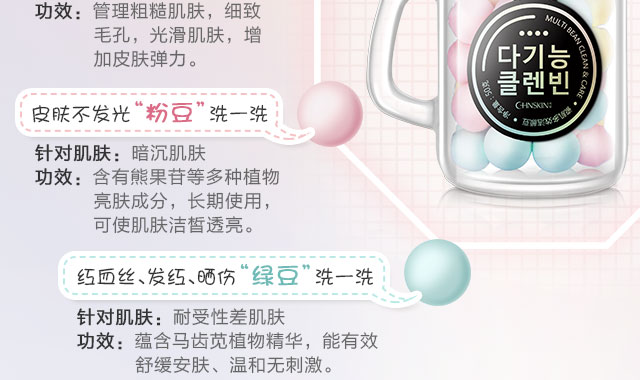 功效：管理粗糙肌肤，细致
毛孔，光滑肌肤，增
加皮肤弹力。
皮肤不发光“粉豆”洗一洗
针对肌肤：暗沉肌肤
功效：含有熊果苷等多种植物
亮肤成分，长期使用，
可使肌肤洁皙透亮。
红血丝、发红、晒伤“绿豆”洗一洗
针对肌肤：耐受性差肌肤
功效：蕴含马齿苋植物精华，能有效
舒缓安肤、温和无刺激。
MULTI BEAN CLEAN & CARE
다기능
클렌빈
CHNSKIN
净含量：50克